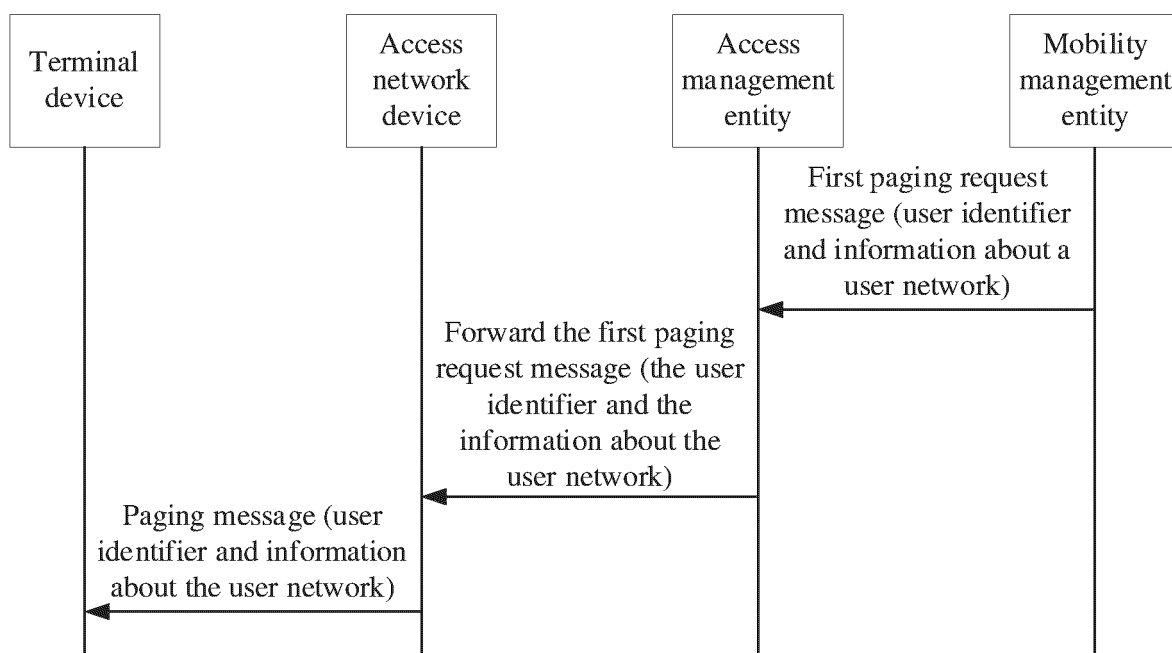 Terminal
device
Access
network
device
Access
management
entity
Mobility
management
entity
First paging request
message (user identifier
and information about a
user network)
Forward the first paging
request message (the user
identifier and the
information about the
user network)
Paging message (user
identifier and information
about the user network)